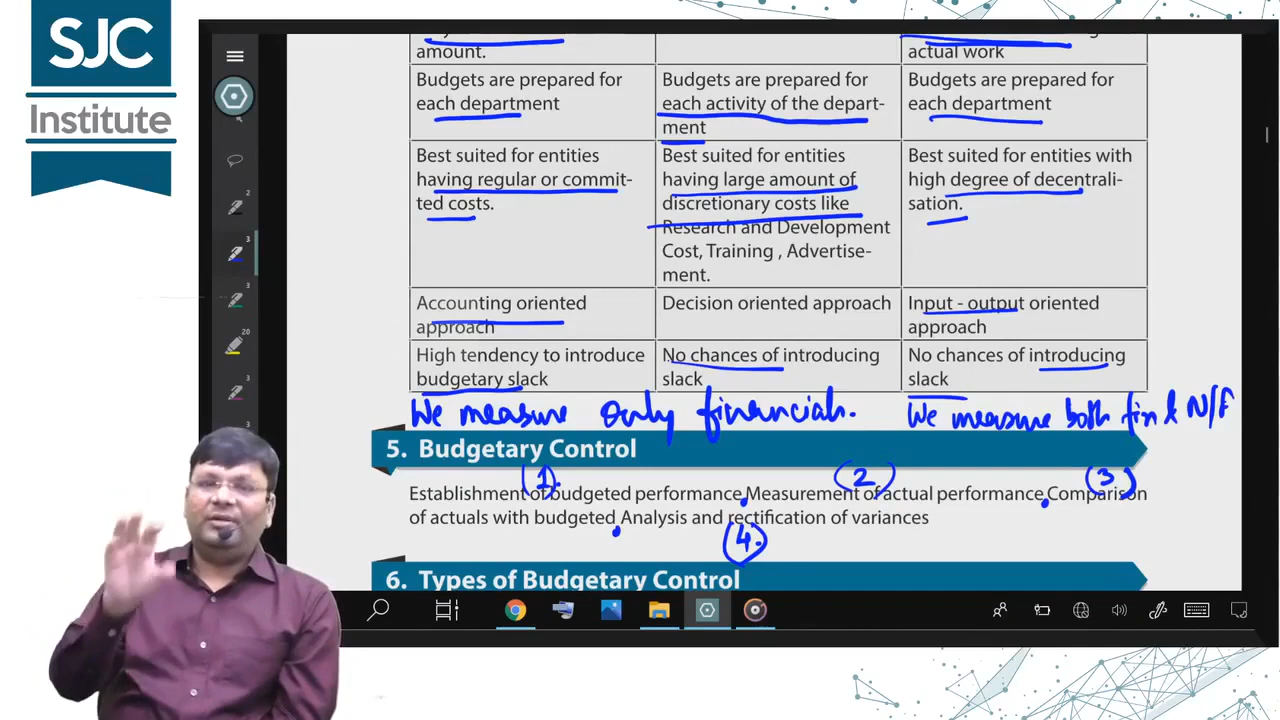 SJC
Institute
amount.
actual work
Budgets are prepared for
each department
Budgets are prepared for
each activity of the depart-
ment
Budgets are prepared for
each department
Best suited for entities
having regular or commit-
ted costs.
Best suited for entities
having large amount of
discretionary costs like
Research and Development
Cost, Training , Advertise-
ment.
Best suited for entities with
high degree of decentrali-
sation.
Accounting oriented
approach
Decision oriented approach
Input - output oriented
approach
High tendency to introduce
budgetary slack
No chances of introducing
slack
No chances of introducing
slack
We measure only financials.
We measure both fin & N/F
5. Budgetary Control
(1).
(2)
(3)
Establishment of budgeted performance, Measurement of actual performance, Comparison
of actuals with budgeted, Analysis and rectification of variances
(4).
6. Types of Budgetary Control
2
3
3
20
3
3